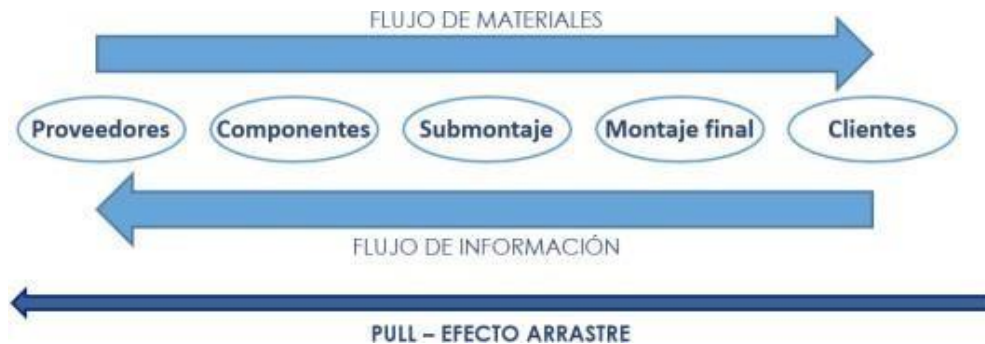 FLUJO DE MATERIALES
Proveedores Componentes Submontaje Montaje final Clientes
FLUJO DE INFORMACIÓN
PULL – EFECTO ARRASTRE